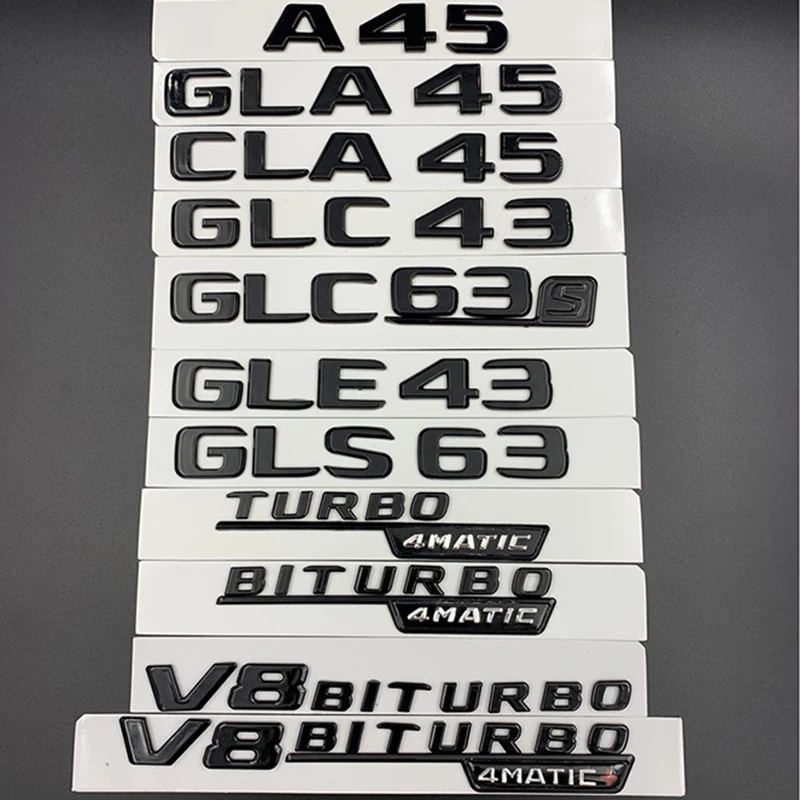 A 45
GLA 45
CLA 45
GLC 43
GLC 63 S
GLE 43
GLS 63
TURBO
4MATIC
BITURBO
4MATIC
V8 BITURBO
V8 BITURBO
4MATIC+